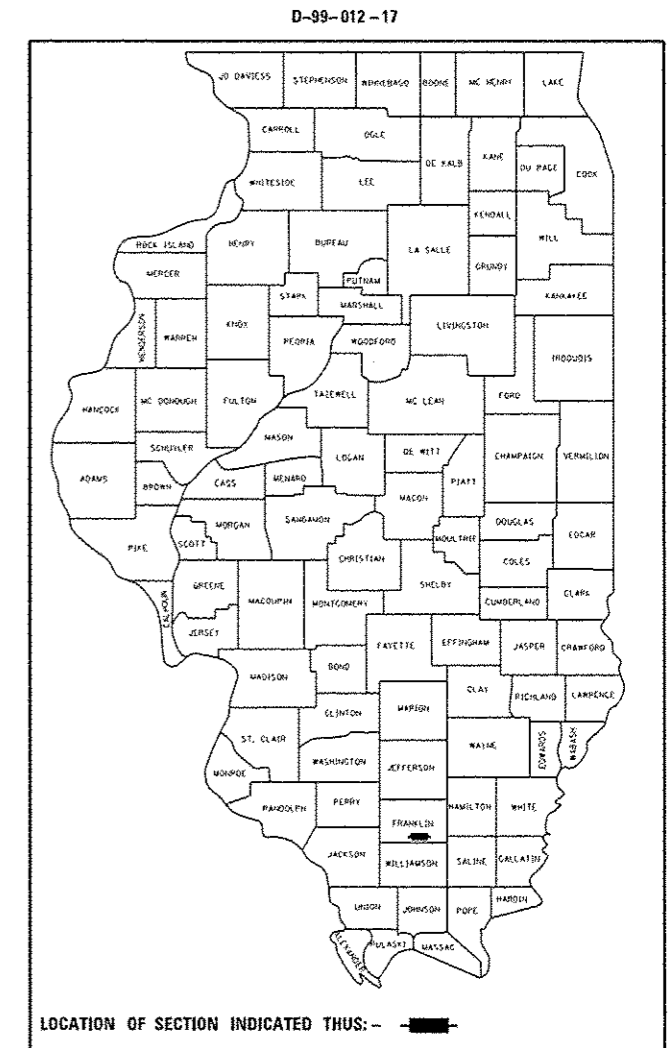 D-99-012-17
JO DAVIESS STEPHENSON WINNEBAGO BOONE MC HENRY LAKE
CARROLL OGLE DE KALB KANE DU PAGE COOK
WHITESIDE LEE KENDALL WILL
ROCK ISLAND HENRY BUREAU LA SALLE GRUNDY
MERCER PUTNAM KANKAKEE
STARK MARSHALL
HENDERSON WARREN KNOX PEORIA WOODFORD LIVINGSTON IROQUOIS
HANCOCK MC DONOUGH FULTON TAZEWELL MC LEAN FORD
SCHUYLER MASON LOGAN DE WITT CHAMPAIGN VERMILION
ADAMS BROWN CASS MENARD PIATT
MACON
PIKE SCOTT MORGAN SANGAMON CHRISTIAN MOULTRIE DOUGLAS EDGAR
COLES
CALHOUN GREENE MACOUPIN MONTGOMERY SHELBY CUMBERLAND CLARK
JERSEY FAYETTE EFFINGHAM JASPER CRAWFORD
MADISON BOND CLAY RICHLAND LAWRENCE
CLINTON MARION
ST. CLAIR WASHINGTON JEFFERSON WAYNE EDWARDS WABASH
MONROE
RANDOLPH PERRY FRANKLIN HAMILTON WHITE
JACKSON WILLIAMSON SALINE GALLATIN
UNION JOHNSON POPE HARDIN
ALEXANDER PULASKI MASSAC
LOCATION OF SECTION INDICATED THUS: -